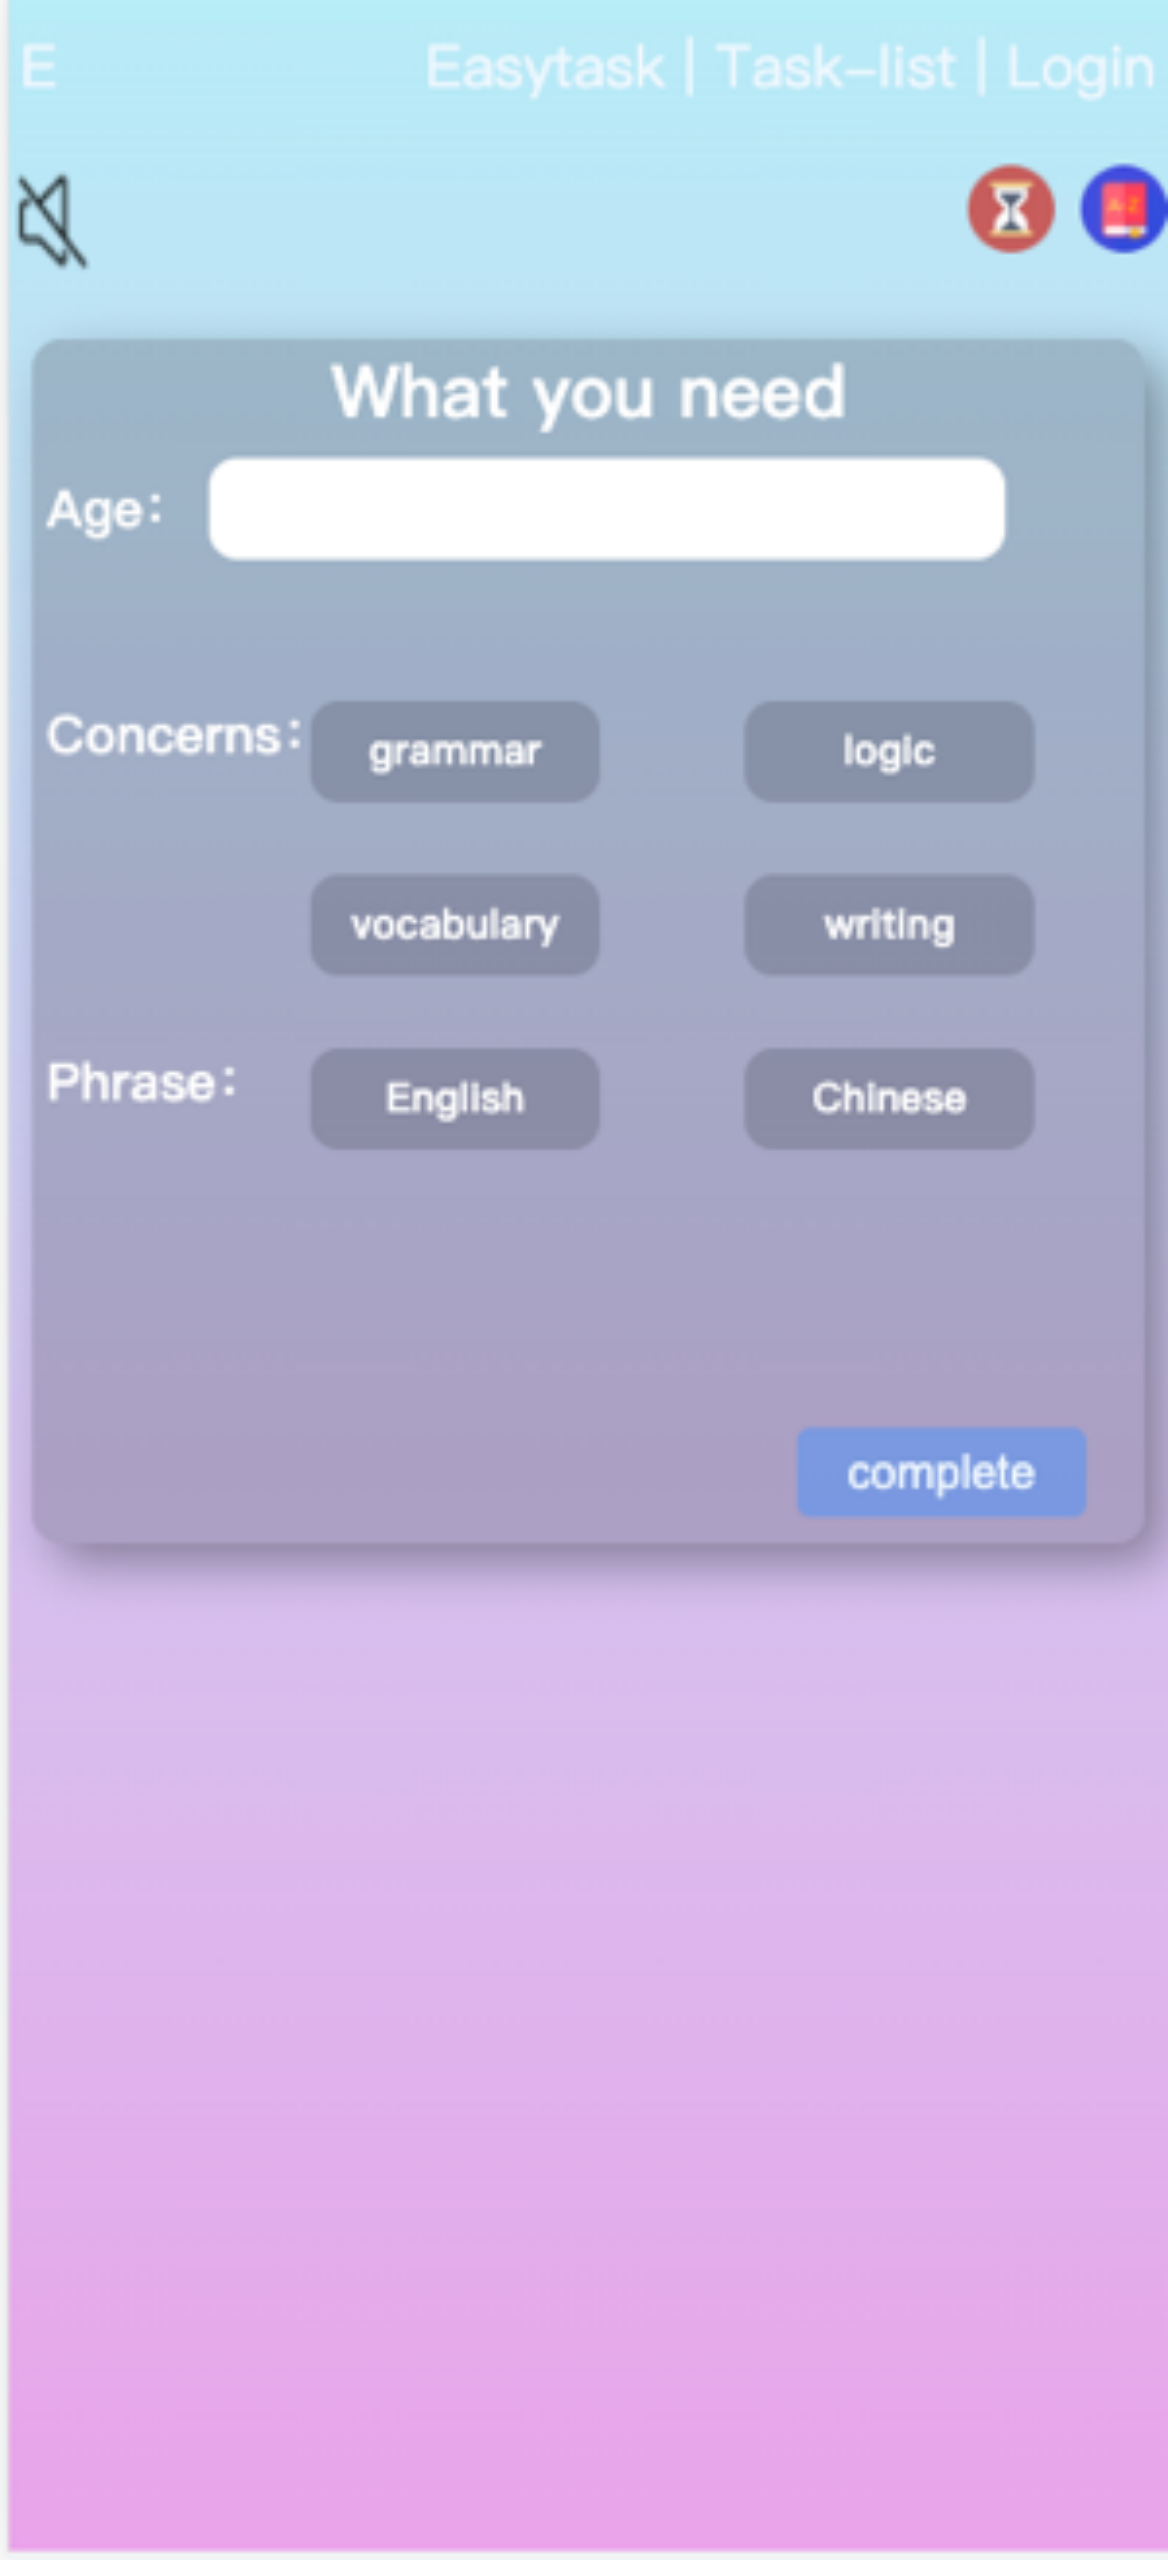 E Easytask | Task-list | Login
A-Z
What you need
Age:
Concerns: grammar logic
vocabulary writing
Phrase: English Chinese
complete